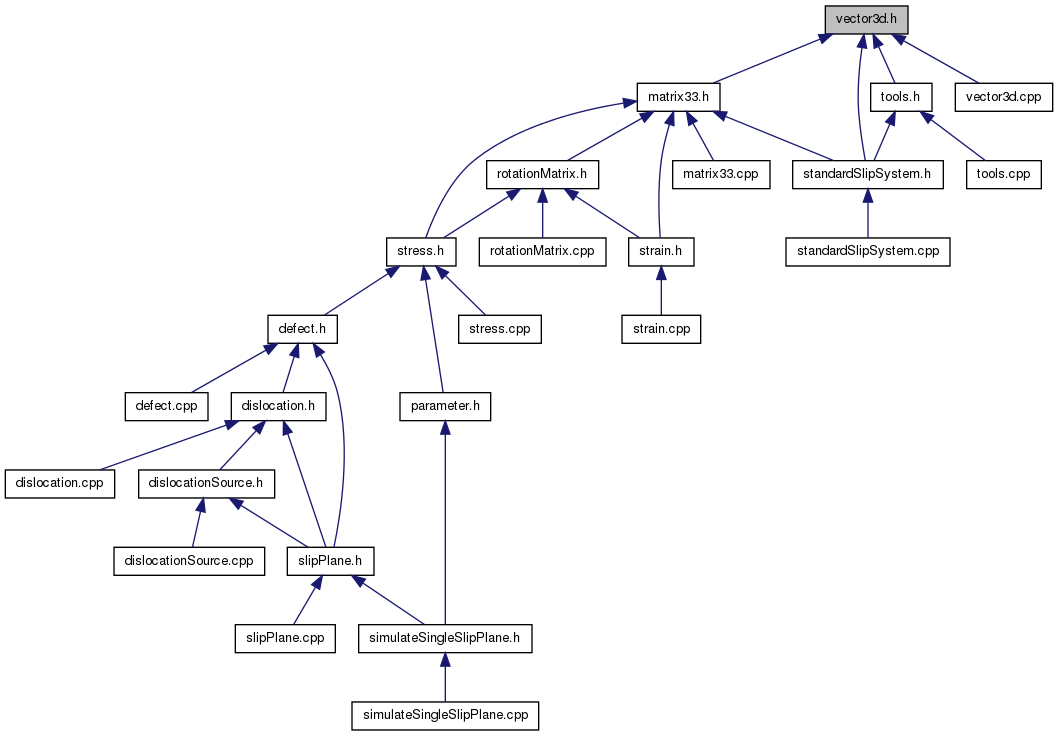 vector3d.h
matrix33.h
tools.h
vector3d.cpp
rotationMatrix.h
matrix33.cpp
standardSlipSystem.h
tools.cpp
stress.h
rotationMatrix.cpp
strain.h
standardSlipSystem.cpp
defect.h
stress.cpp
strain.cpp
defect.cpp
dislocation.h
parameter.h
dislocation.cpp
dislocationSource.h
dislocationSource.cpp
slipPlane.h
slipPlane.cpp
simulateSingleSlipPlane.h
simulateSingleSlipPlane.cpp